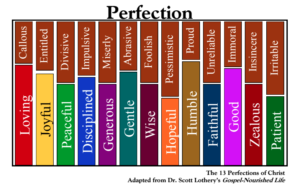 Perfection
Callous
Entitled
Divisive
Impulsive
Miserly
Abrasive
Foolish
Pessimistic
Proud
Unreliable
Immoral
Insincere
Irritable
Loving
Joyful
Peaceful
Disciplined
Generous
Gentle
Wise
Hopeful
Humble
Faithful
Good
Zealous
Patient
The 13 Perfections of Christ
Adapted from Dr. Scott Lothery's Gospel-Nourished Life